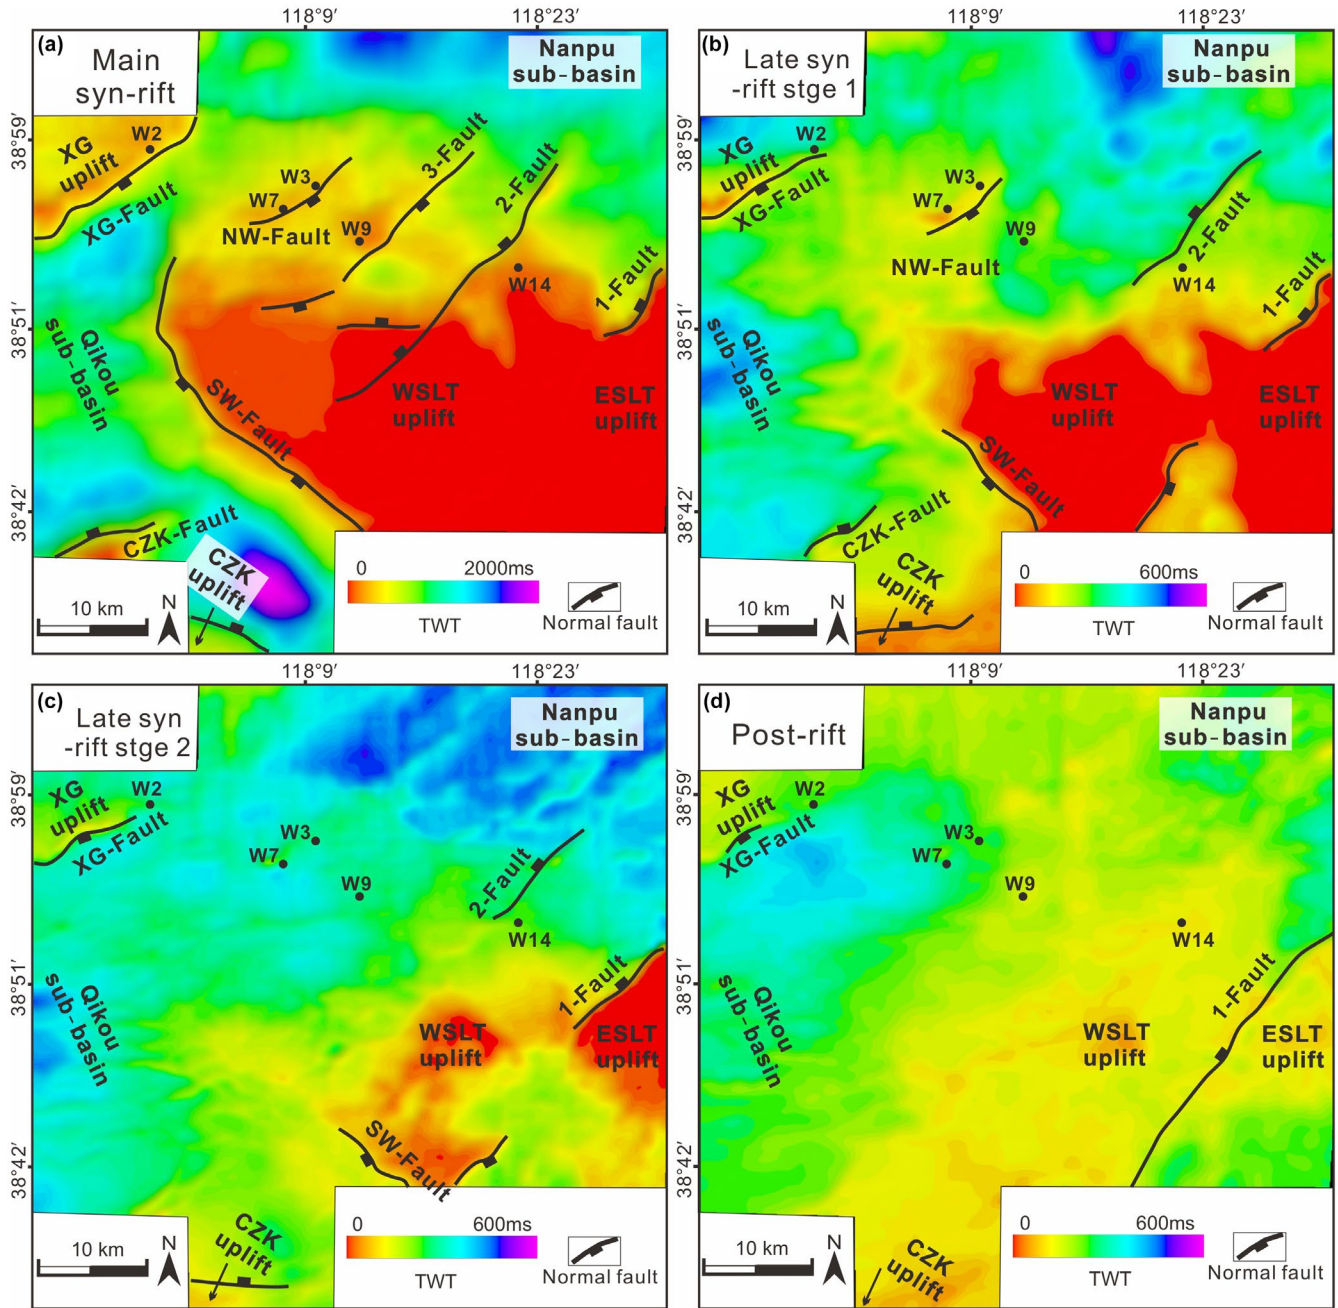 118°9′
118°23′
118°9′
118°23′
(a)
Main
syn-rift
Nanpu
sub-basin
38°59′
38°51′
38°42′
XG
uplift
W2
XG-Fault
W3
W7
NW-Fault
W9
3-Fault
2-Fault
W14
1-Fault
Qikou
sub-basin
SW-Fault
WSLT
uplift
ESLT
uplift
CZK-Fault
CZK
uplift
10 km
N
0
2000ms
TWT
Normal fault
(b)
Late syn
-rift stge 1
Nanpu
sub-basin
38°59′
38°51′
38°42′
XG
uplift
W2
XG-Fault
W3
W7
W9
NW-Fault
2-Fault
W14
1-Fault
Qikou
sub-basin
WSLT
uplift
ESLT
uplift
SW-Fault
CZK-Fault
CZK
uplift
10 km
N
0
600ms
TWT
Normal fault
118°9′
118°23′
118°9′
118°23′
(c)
Late syn
-rift stge 2
Nanpu
sub-basin
38°59′
38°51′
38°42′
XG
uplift
W2
XG-Fault
W3
W7
W9
2-Fault
W14
1-Fault
Qikou
sub-basin
WSLT
uplift
ESLT
uplift
SW-Fault
CZK
uplift
10 km
N
0
600ms
TWT
Normal fault
(d)
Post-rift
Nanpu
sub-basin
38°59′
38°51′
38°42′
XG
uplift
W2
XG-Fault
W3
W7
W9
W14
1-Fault
Qikou
sub-basin
WSLT
uplift
ESLT
uplift
CZK
uplift
10 km
N
0
600ms
TWT
Normal fault